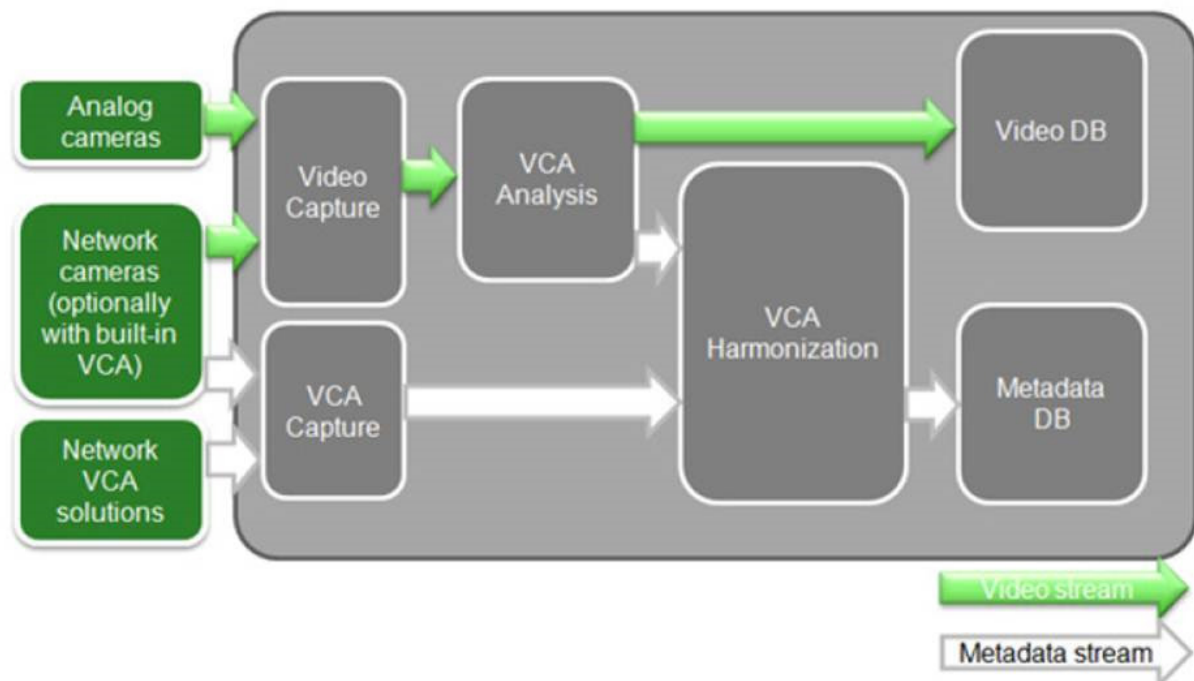 Analog
cameras
Network
cameras
(optionally
with built-in
VCA)
Network
VCA
solutions
Video
Capture
VCA
Capture
VCA
Analysis
VCA
Harmonization
Video DB
Metadata
DB
Video stream
Metadata stream